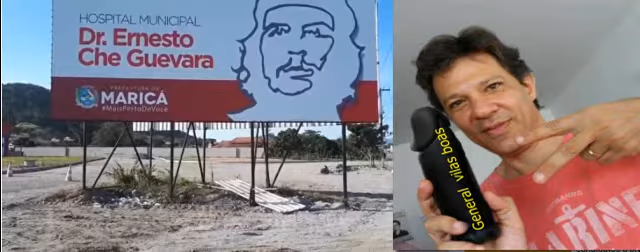 HOSPITAL MUNICIPAL
Dr. Ernesto
Che Guevara
PREFEITURA DE
MARICÁ
#MaisPertoDeVocê
General vilas boas